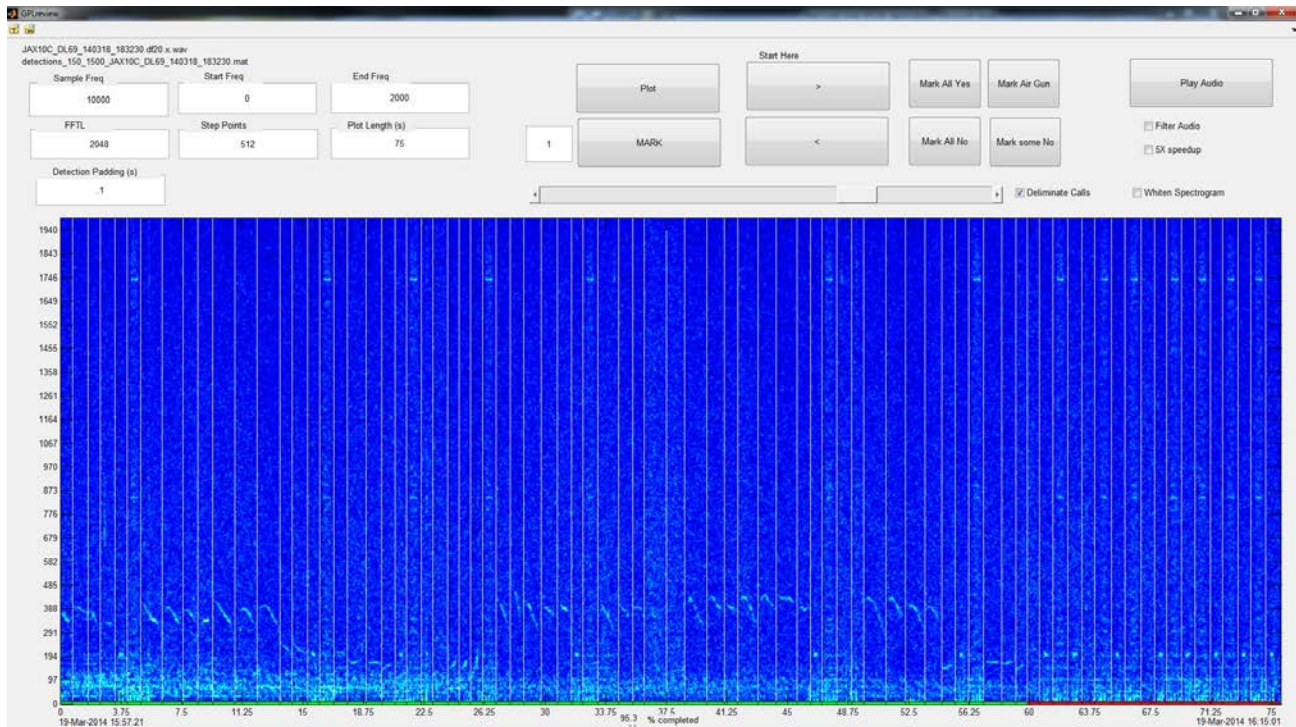 GPLreview
JAX10C_DL69_140318_183230.df20.x.wav
detections_150_1500_JAX10C_DL69_140318_183230.mat
Sample Freq Start Freq End Freq
10000 0 2000
FFTL Step Points Plot Length (s)
2048 512 75
Detection Padding (s)
.1
Start Here
Plot > Mark All Yes Mark Air Gun Play Audio
1 MARK < Mark All No Mark some No
Filter Audio
5X speedup
Deliminate Calls Whiten Spectrogram
1940
1843
1746
1649
1552
1455
1358
1261
1164
1067
970
873
776
679
582
485
388
291
194
97
0
0 3.75 7.5 11.25 15 18.75 22.5 26.25 30 33.75 37.5 41.25 45 48.75 52.5 56.25 60 63.75 67.5 71.25 75
19-Mar-2014 15:57:21 95.3 % completed 19-Mar-2014 16:15:01